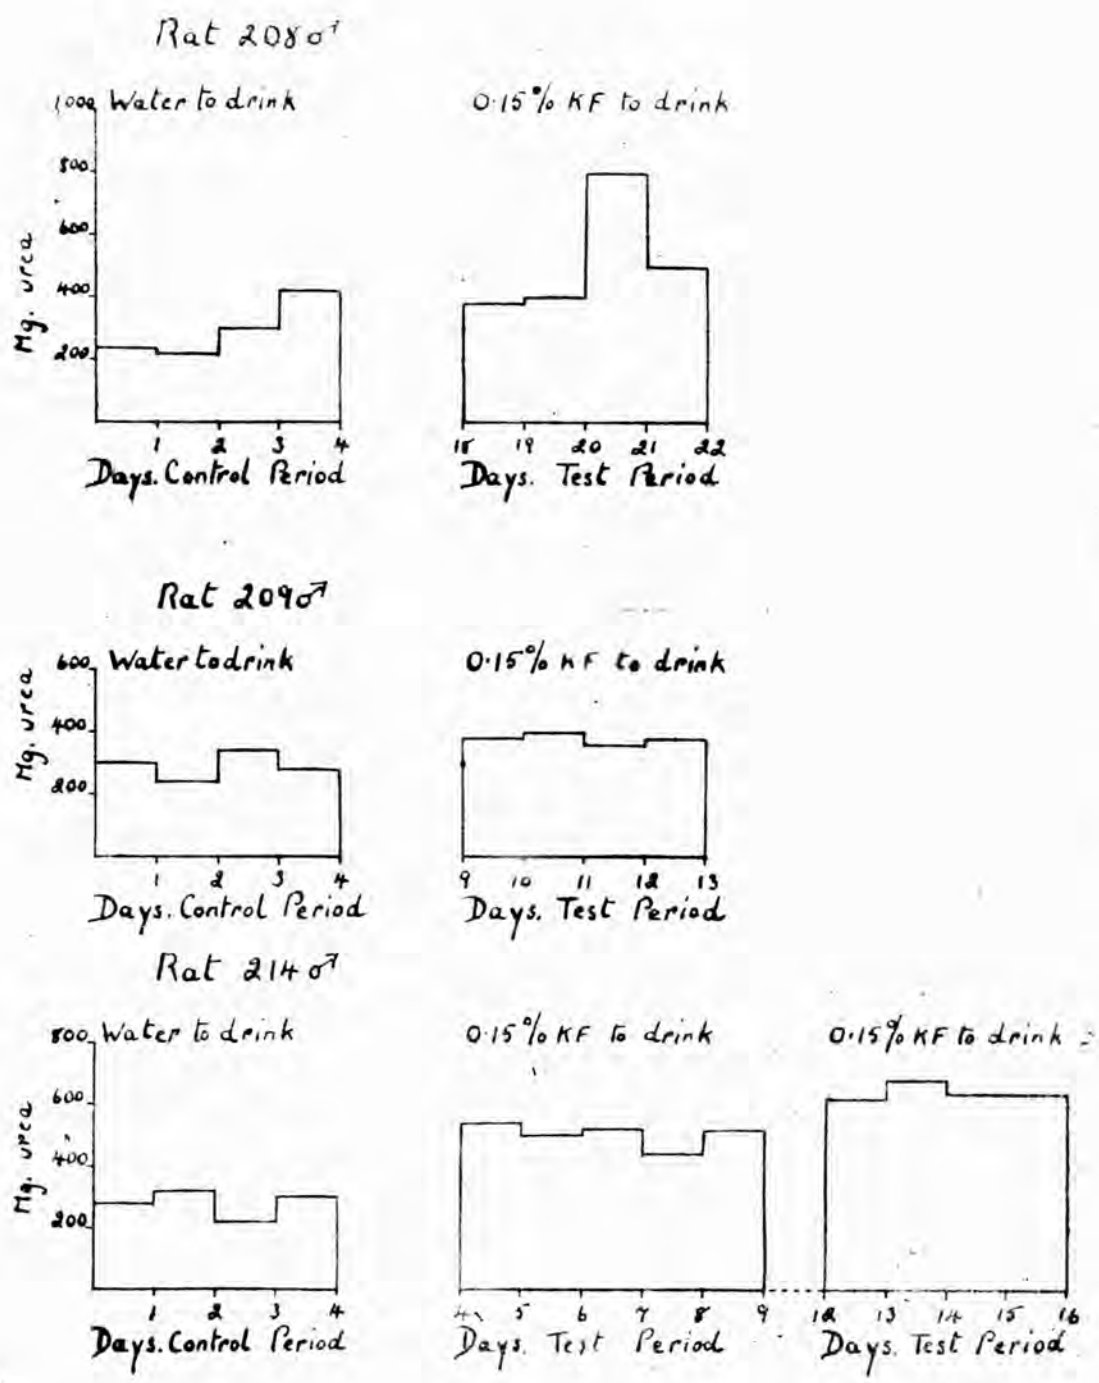 Rat 208♂
Water to drink
0.15% KF to drink
1,000
800
600
400
200
Mg. urea
1 2 3 4
18 19 20 21 22
Days. Control Period
Days. Test Period
Rat 209♂
Water to drink
0.15% KF to drink
600
400
200
Mg. urea
1 2 3 4
9 10 11 12 13
Days. Control Period
Days. Test Period
Rat 214♂
Water to drink
0.15% KF to drink
0.15% KF to drink
800
600
400
200
Mg. urea
1 2 3 4
4 5 6 7 8 9
12 13 14 15 16
Days. Control Period
Days. Test Period
Days. Test Period